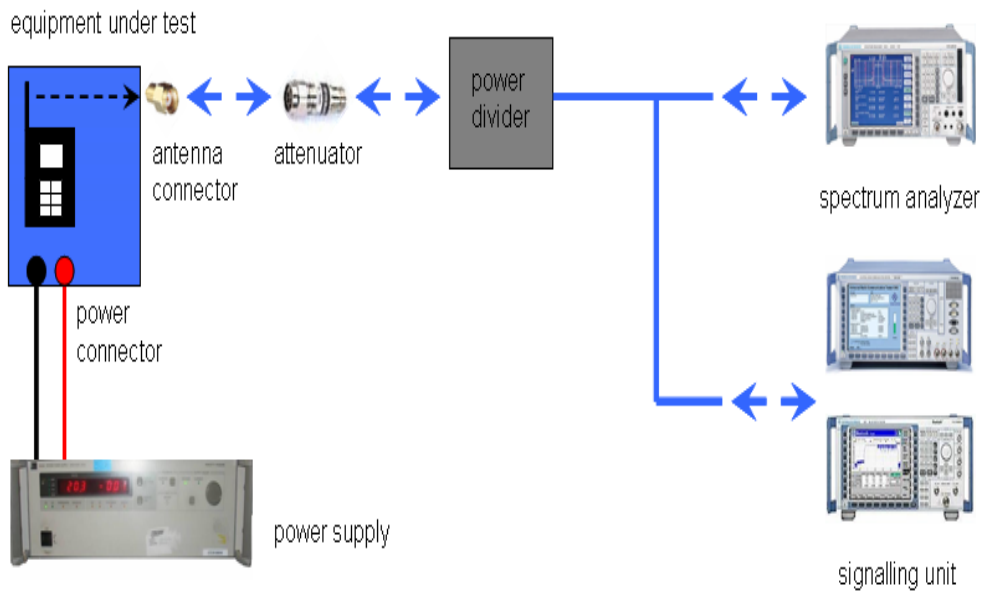 equipment under test
power
divider
antenna
connector
attenuator
spectrum analyzer
power
connector
power supply
signalling unit